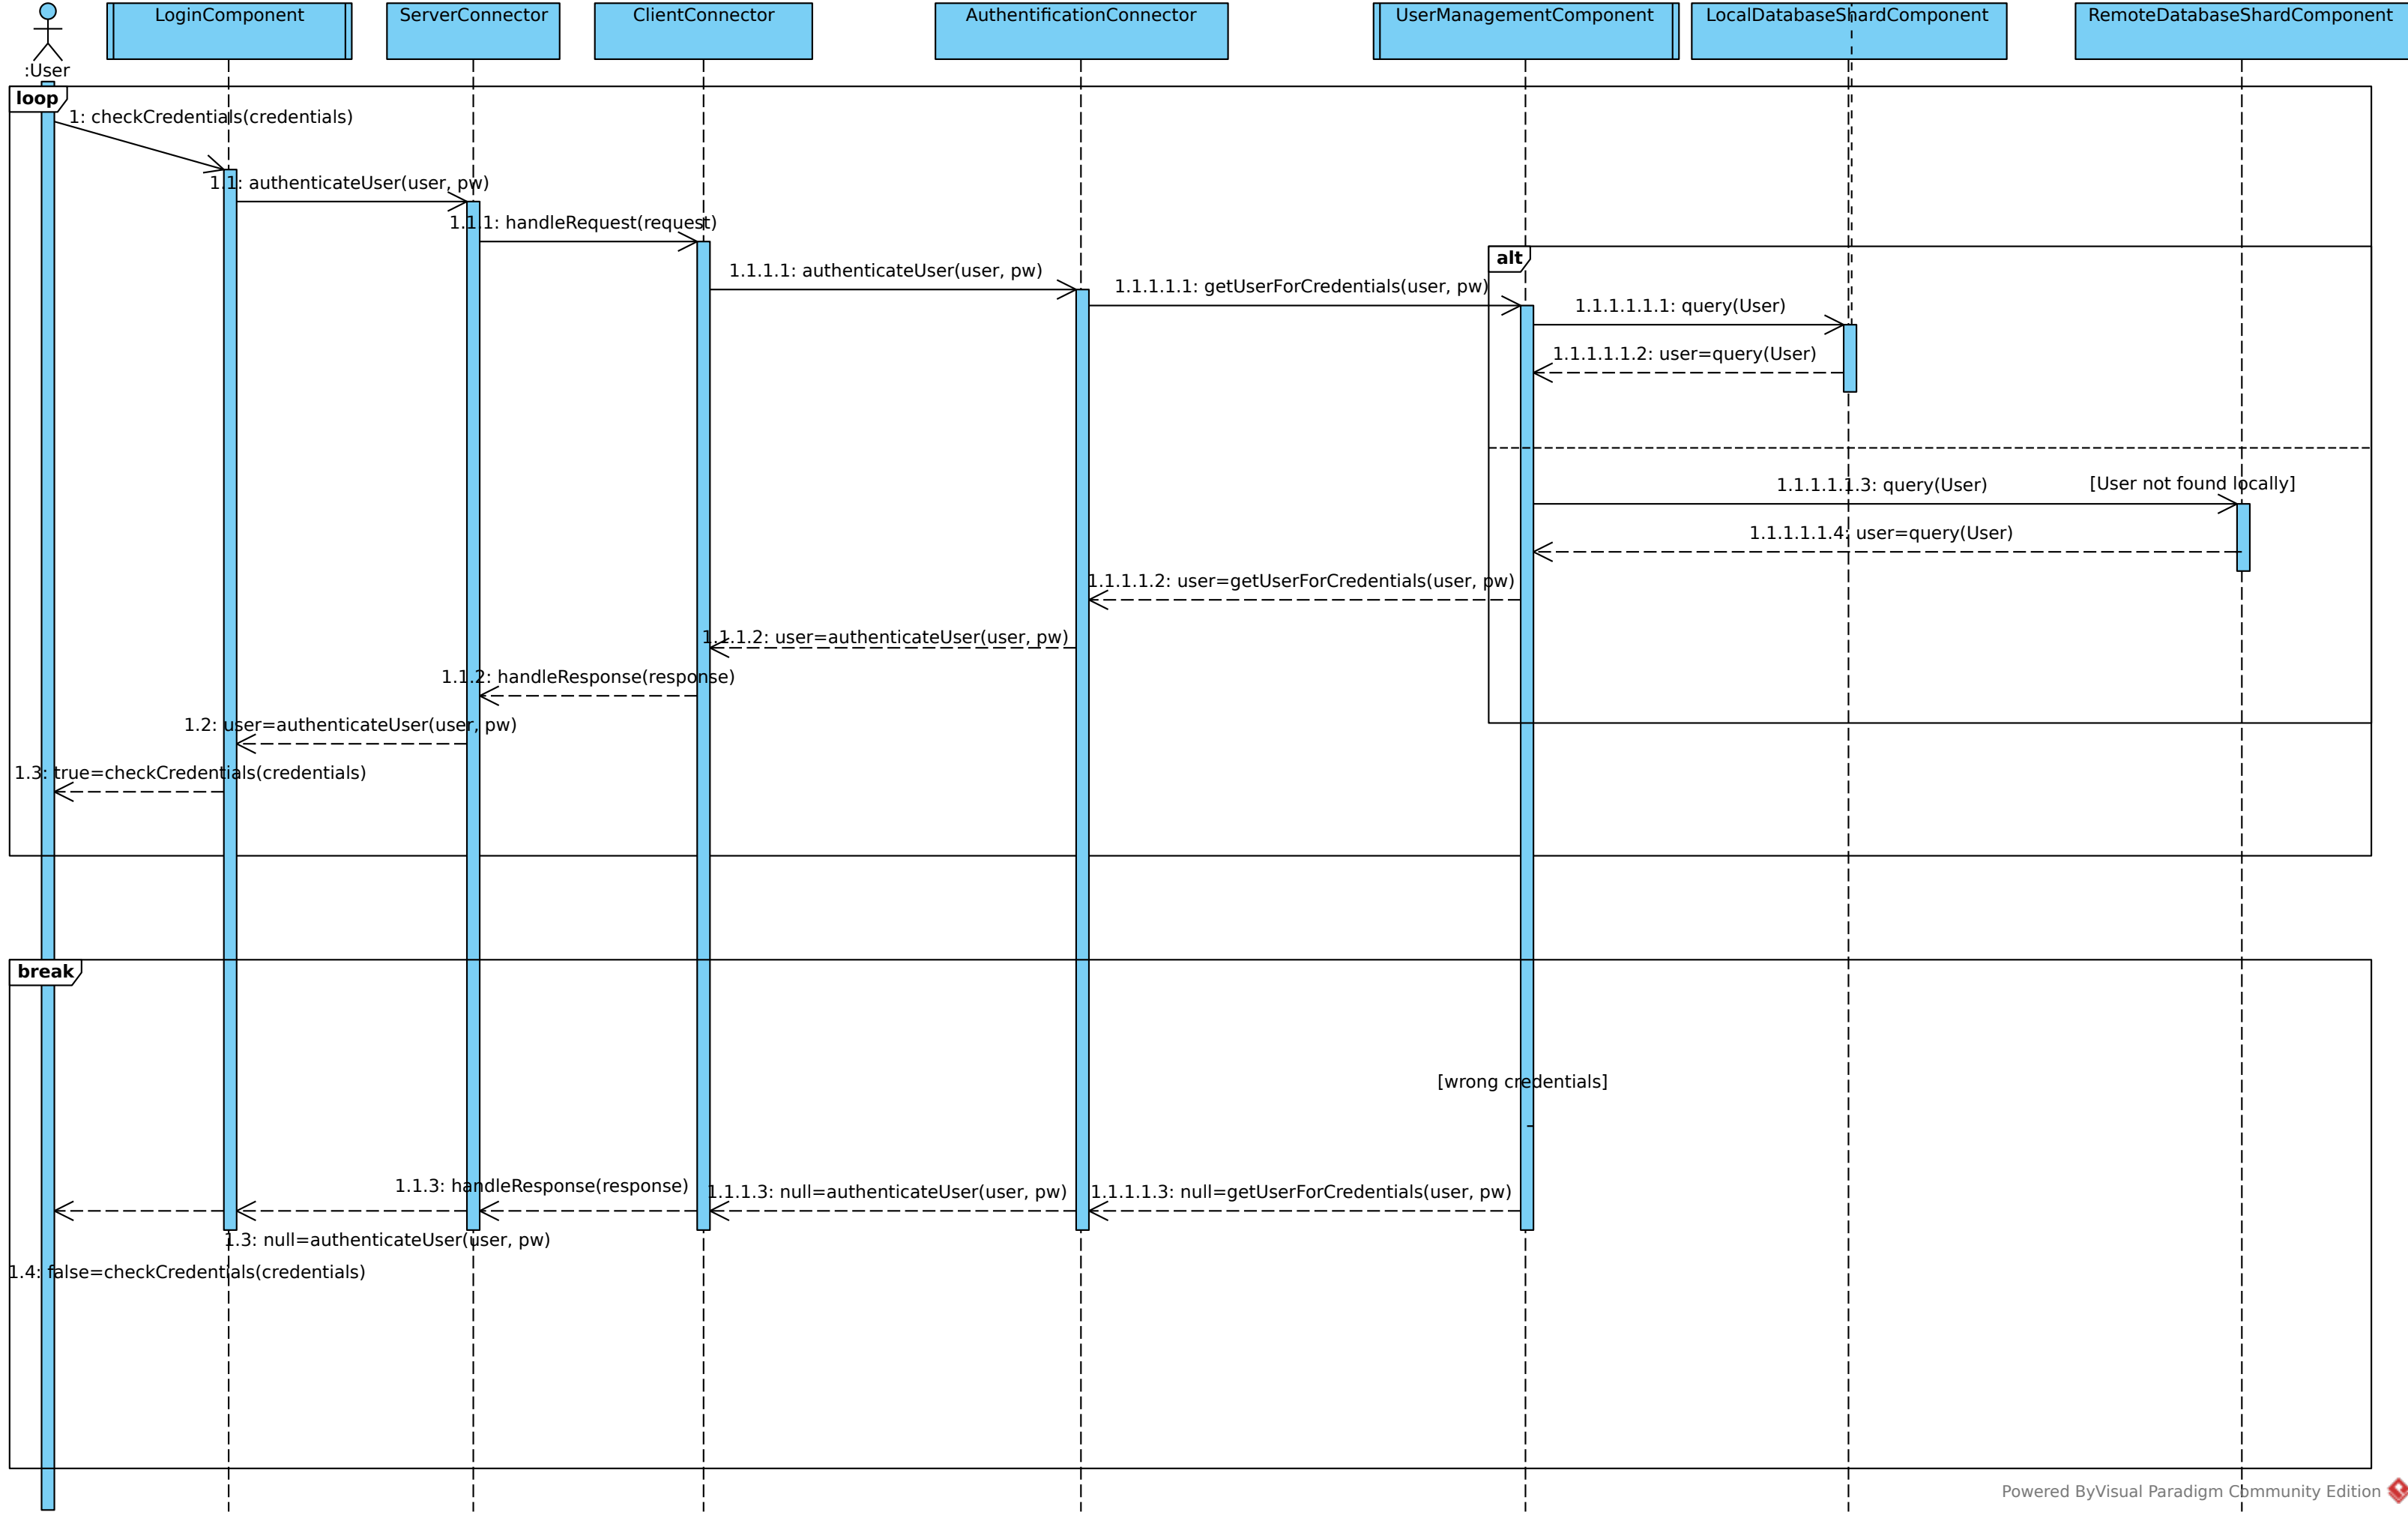 LoginComponent
ServerConnector
ClientConnector
AuthentificationConnector
UserManagementComponent
LocalDatabaseShardComponent
RemoteDatabaseShardComponent
:User
loop
1: checkCredentials(credentials)
1.1: authenticateUser(user, pw)
1.1.1: handleRequest(request)
alt
1.1.1.1: authenticateUser(user, pw)
1.1.1.1.1: getUserForCredentials(user, pw)
1.1.1.1.1.1: query(User)
1.1.1.1.1.2: user=query(User)
[User not found locally]
1.1.1.1.1.3: query(User)
1.1.1.1.1.4: user=query(User)
1.1.1.1.2: user=getUserForCredentials(user, pw)
1.1.1.2: user=authenticateUser(user, pw)
1.1.2: handleResponse(response)
1.2: user=authenticateUser(user, pw)
1.3: true=checkCredentials(credentials)
break
[wrong credentials]
1.1.3: handleResponse(response)
1.1.1.3: null=authenticateUser(user, pw)
1.1.1.1.3: null=getUserForCredentials(user, pw)
1.3: null=authenticateUser(user, pw)
1.4: false=checkCredentials(credentials)
Powered ByVisual Paradigm Community Edition